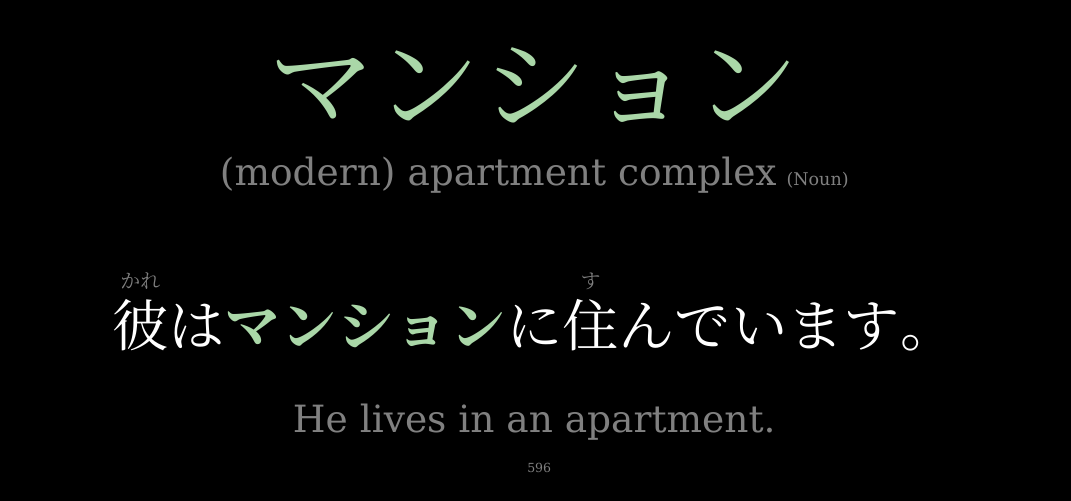 マンション
(modern) apartment complex (Noun)
かれ す
彼はマンションに住んでいます。
He lives in an apartment.
596